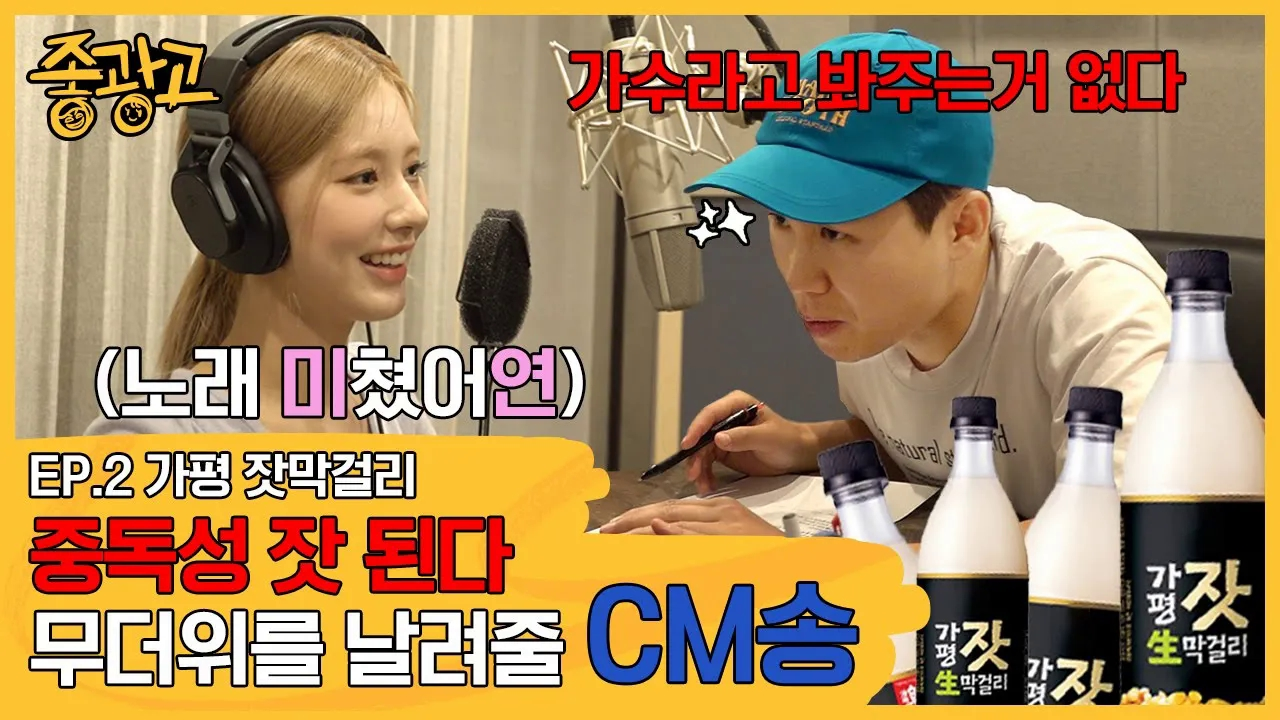 좋광고
가수라고 봐주는거 없다
(노래 미쳤어연)
EP.2 가평 잣막걸리
중독성 잣 된다
무더위를 날려줄 CM송
natural st d.
가평 잣
生막걸리
가평 잣
生막걸리
가평 잣
生